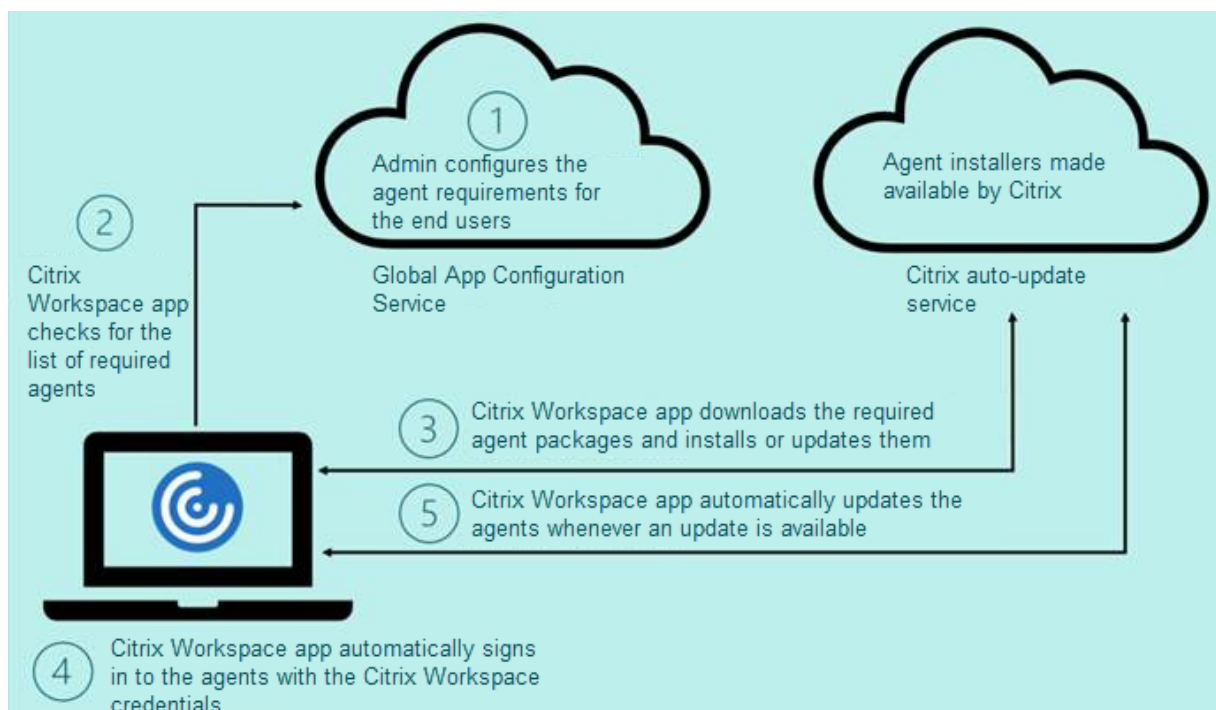 1
Admin configures the
agent requirements for
the end users
Global App Configuration
Service
Agent installers made
available by Citrix
Citrix auto-update
service
2
Citrix
Workspace app
checks for the
list of required
agents
3
Citrix Workspace app downloads the required
agent packages and installs or updates them
5
Citrix Workspace app automatically updates the
agents whenever an update is available
4
Citrix Workspace app automatically signs
in to the agents with the Citrix Workspace
credentials